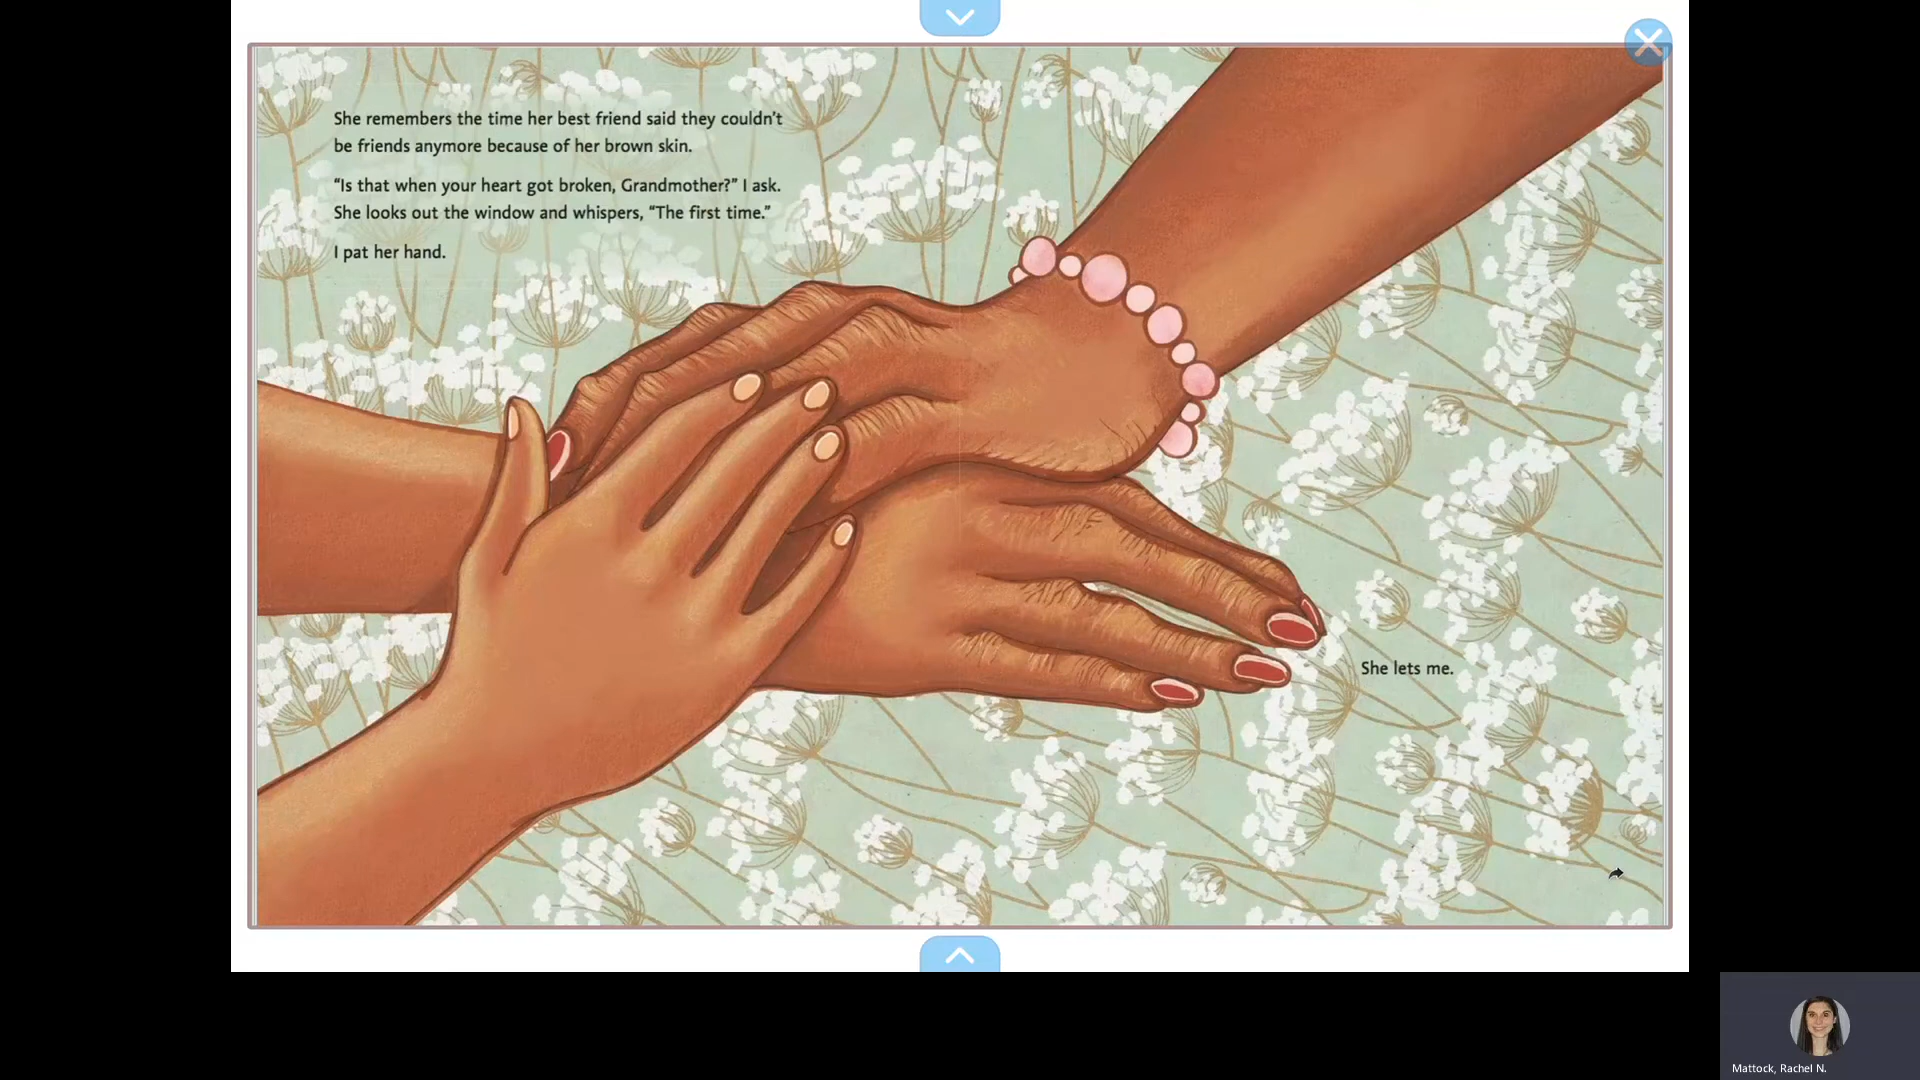 She remembers the time her best friend said they couldn’t
be friends anymore because of her brown skin.
“Is that when your heart got broken, Grandmother?” I ask.
She looks out the window and whispers, “The first time.”
I pat her hand.
She lets me.
Mattock, Rachel N.